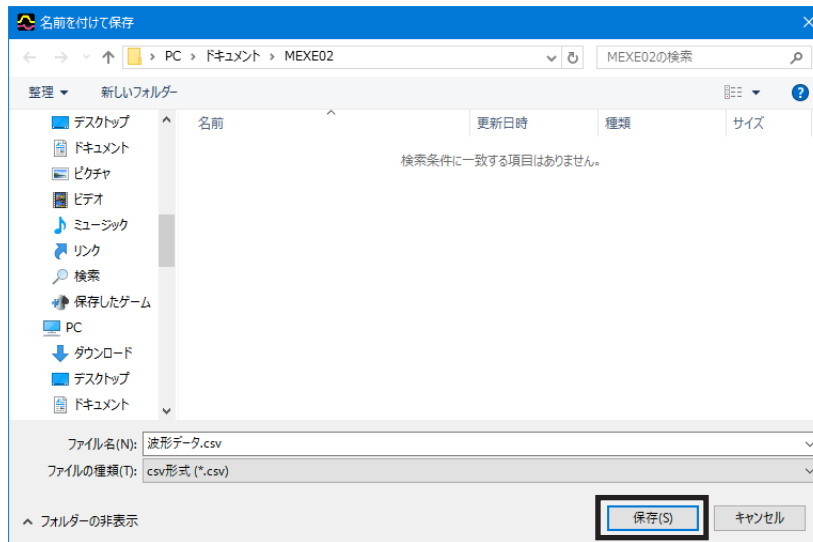 名前を付けて保存
PC › ドキュメント › MEXE02
MEXE02の検索
整理
新しいフォルダー
?
デスクトップ
ドキュメント
ピクチャ
ビデオ
ミュージック
リンク
検索
保存したゲーム
PC
ダウンロード
デスクトップ
ドキュメント
名前
更新日時
種類
サイズ
検索条件に一致する項目はありません。
ファイル名(N): 波形データ.csv
ファイルの種類(T): csv形式 (*.csv)
フォルダーの非表示
保存(S)
キャンセル